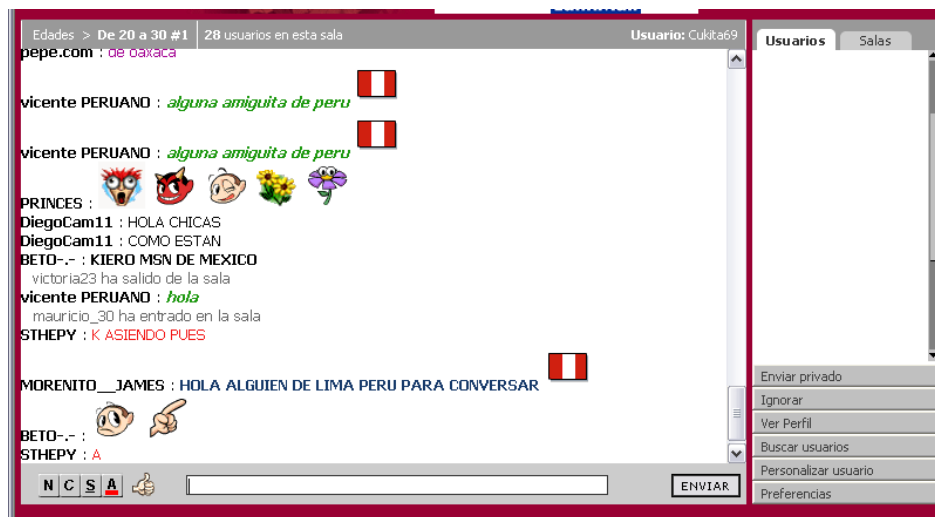 Edades > De 20 a 30 #1 28 usuarios en esta sala Usuario: Cukita69
pepe.com : de oaxaca
vicente PERUANO : alguna amiguita de peru
vicente PERUANO : alguna amiguita de peru
PRINCES :
DiegoCam11 : HOLA CHICAS
DiegoCam11 : COMO ESTAN
BETO-.- : KIERO MSN DE MEXICO
victoria23 ha salido de la sala
vicente PERUANO : hola
mauricio_30 ha entrado en la sala
STHEPY : K ASIENDO PUES
MORENITO__JAMES : HOLA ALGUIEN DE LIMA PERU PARA CONVERSAR
BETO-.- :
STHEPY : A
N C S A
ENVIAR
Usuarios Salas
Enviar privado
Ignorar
Ver Perfil
Buscar usuarios
Personalizar usuario
Preferencias